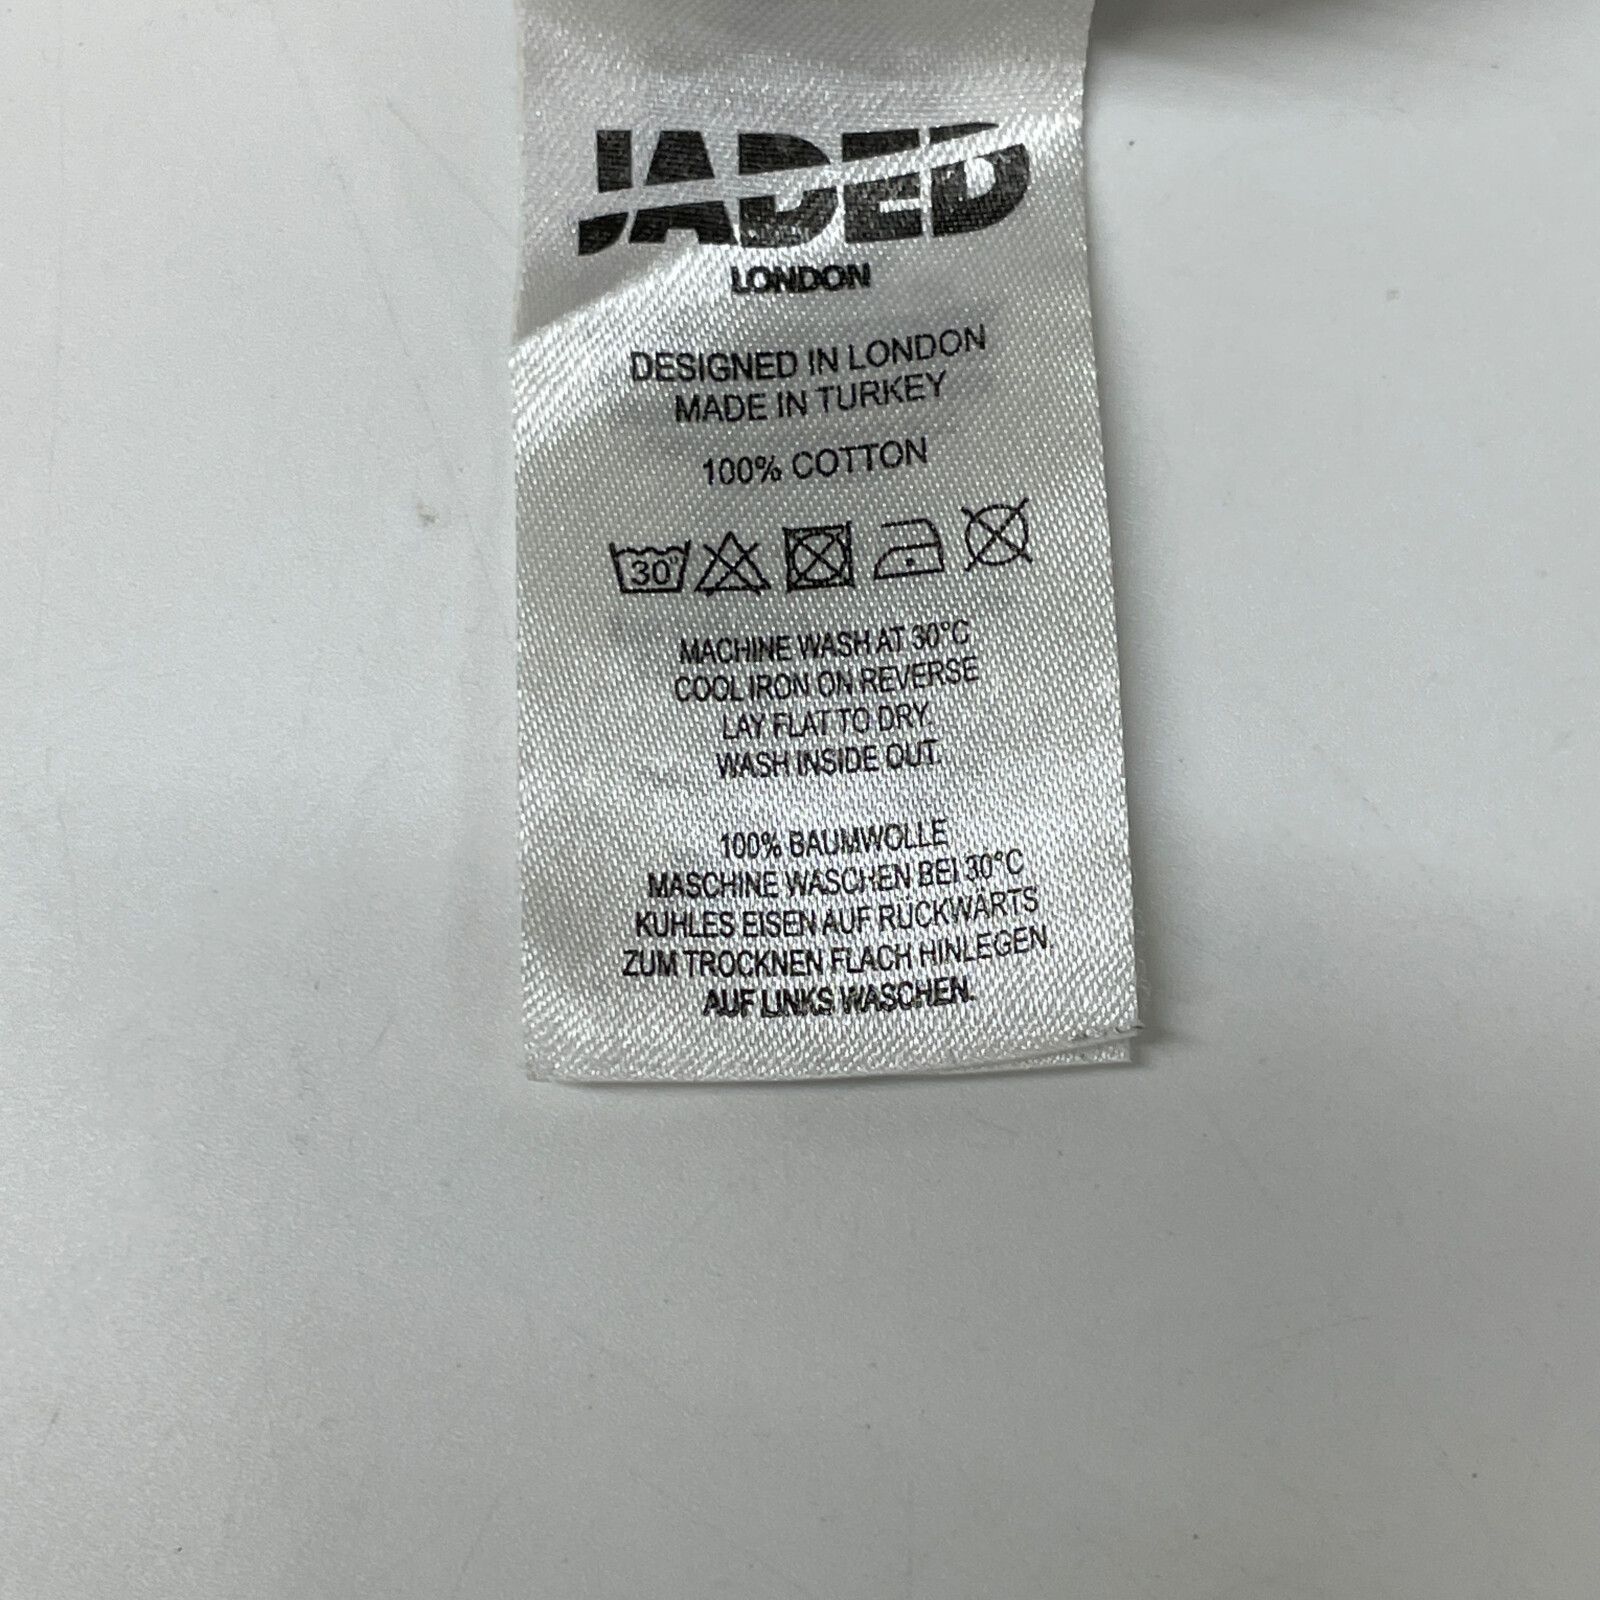 JADED
LONDON
DESIGNED IN LONDON
MADE IN TURKEY
100% COTTON
30°
MACHINE WASH AT 30°C
COOL IRON ON REVERSE
LAY FLAT TO DRY.
WASH INSIDE OUT.
100% BAUMWOLLE
MASCHINE WASCHEN BEI 30°C
KUHLES EISEN AUF RÜCKWÄRTS
ZUM TROCKNEN FLACH HINLEGEN.
AUF LINKS WASCHEN.